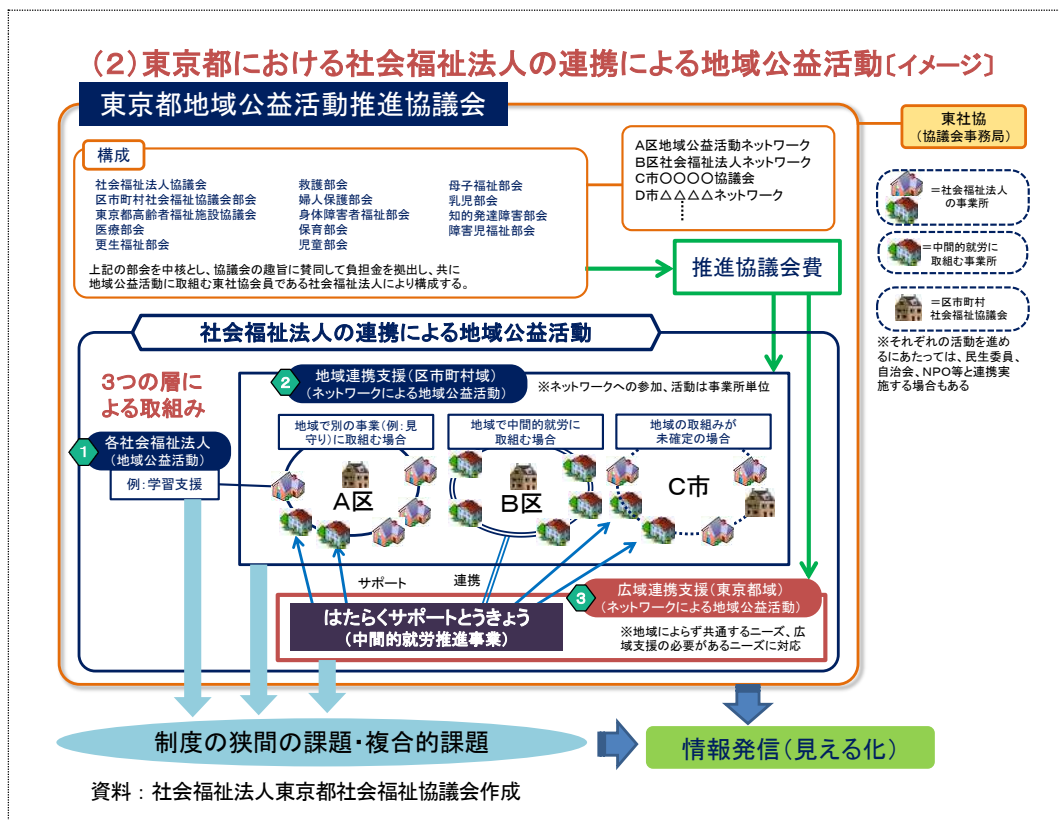 (2)東京都における社会福祉法人の連携による地域公益活動〔イメージ〕
東京都地域公益活動推進協議会
東社協
(協議会事務局)
構成
社会福祉法人協議会
区市町村社会福祉協議会部会
東京都高齢者福祉施設協議会
医療部会
更生福祉部会
救護部会
婦人保護部会
身体障害者福祉部会
保育部会
児童部会
母子福祉部会
乳児部会
知的発達障害部会
障害児福祉部会
上記の部会を中核とし、協議会の趣旨に賛同して負担金を拠出し、共に
地域公益活動に取組む東社協会員である社会福祉法人により構成する。
A区地域公益活動ネットワーク
B区社会福祉法人ネットワーク
C市〇〇〇〇協議会
D市△△△△ネットワーク
推進協議会費
=社会福祉法人
の事業所
=中間的就労に
取組む事業所
=区市町村
社会福祉協議会
※それぞれの活動を進め
るにあたっては、民生委員、
自治会、NPO等と連携実
施する場合もある
社会福祉法人の連携による地域公益活動
3つの層に
よる取組み
1
各社会福祉法人
(地域公益活動)
例:学習支援
2
地域連携支援(区市町村域)
(ネットワークによる地域公益活動)
※ネットワークへの参加、活動は事業所単位
地域で別の事業(例:見
守り)に取組む場合
地域で中間的就労に
取組む場合
地域の取組みが
未確定の場合
A区
B区
C市
サポート
連携
3
広域連携支援(東京都域)
(ネットワークによる地域公益活動)
はたらくサポートとうきょう
(中間的就労推進事業)
※地域によらず共通するニーズ、広
域支援の必要があるニーズに対応
制度の狭間の課題・複合的課題
情報発信(見える化)
資料:社会福祉法人東京都社会福祉協議会作成